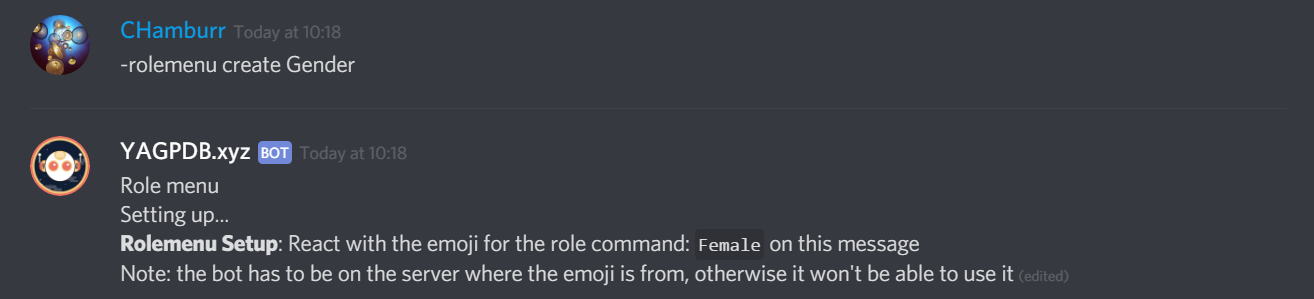 CHamburr Today at 10:18
-rolemenu create Gender
YAGPDB.xyz BOT Today at 10:18
Role menu
Setting up...
Rolemenu Setup: React with the emoji for the role command: Female on this message
Note: the bot has to be on the server where the emoji is from, otherwise it won't be able to use it (edited)